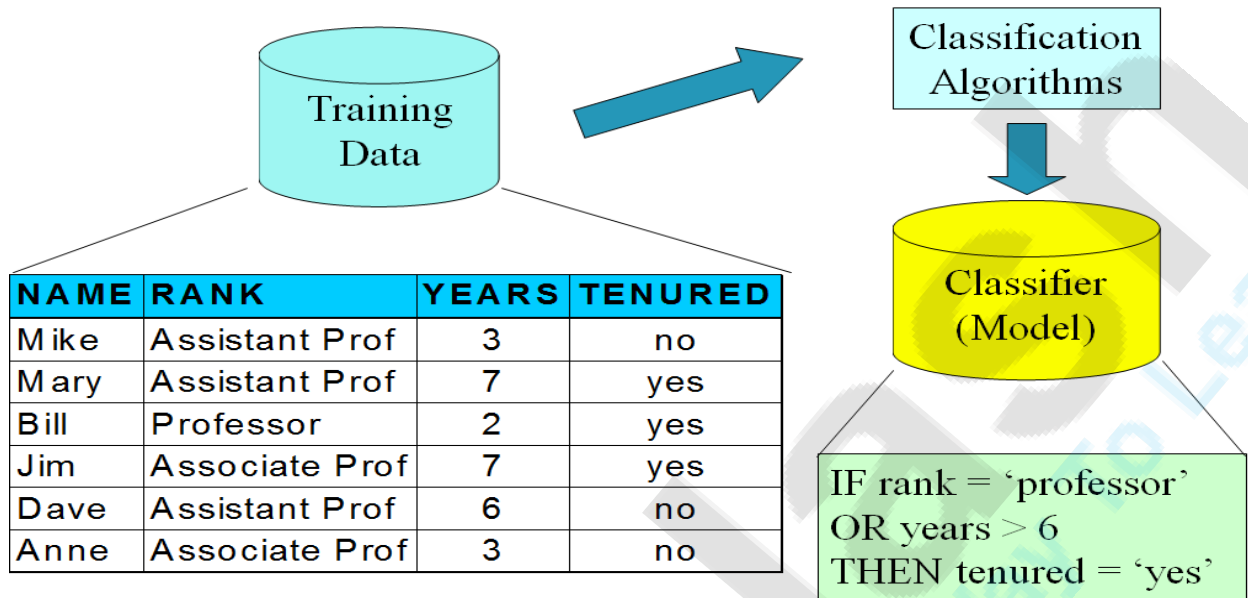 Training
Data
Classification
Algorithms
Classifier
(Model)
NAME RANK YEARS TENURED
Mike Assistant Prof 3 no
Mary Assistant Prof 7 yes
Bill Professor 2 yes
Jim Associate Prof 7 yes
Dave Assistant Prof 6 no
Anne Associate Prof 3 no
IF rank = ‘professor’
OR years > 6
THEN tenured = ‘yes’